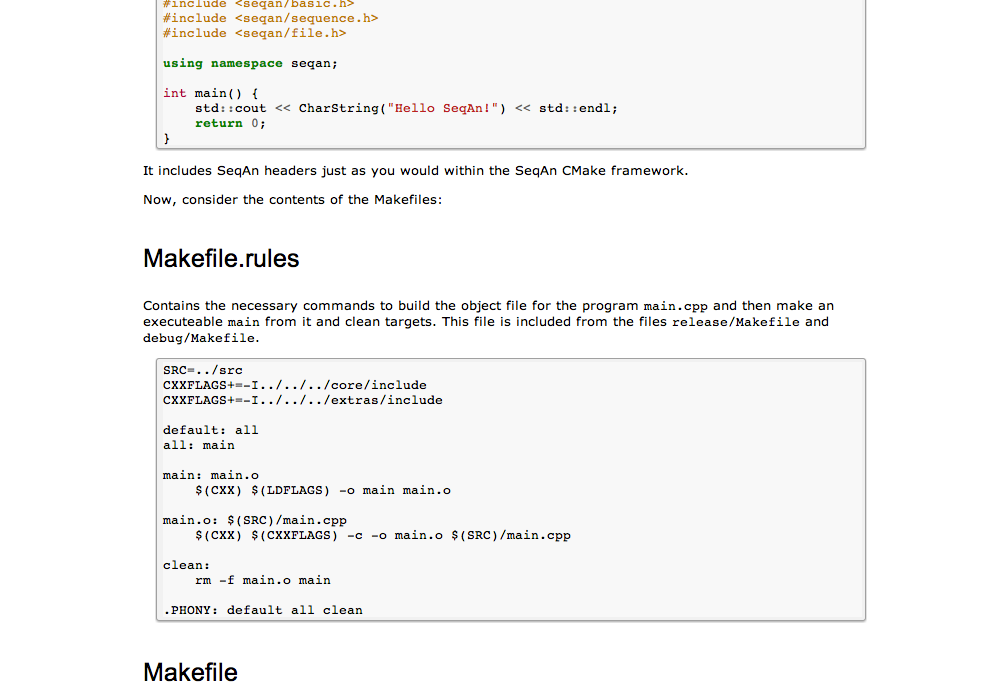 #include <seqan/basic.h>
#include <seqan/sequence.h>
#include <seqan/file.h>
using namespace seqan;
int main() {
std::cout << CharString("Hello SeqAn!") << std::endl;
return 0;
}
It includes SeqAn headers just as you would within the SeqAn CMake framework.
Now, consider the contents of the Makefiles:
Makefile.rules
Contains the necessary commands to build the object file for the program main.cpp and then make an
executeable main from it and clean targets. This file is included from the files release/Makefile and
debug/Makefile.
SRC=../src
CXXFLAGS+=-I../../../core/include
CXXFLAGS+=-I../../../extras/include
default: all
all: main
main: main.o
$(CXX) $(LDFLAGS) -o main main.o
main.o: $(SRC)/main.cpp
$(CXX) $(CXXFLAGS) -c -o main.o $(SRC)/main.cpp
clean:
rm -f main.o main
.PHONY: default all clean
Makefile